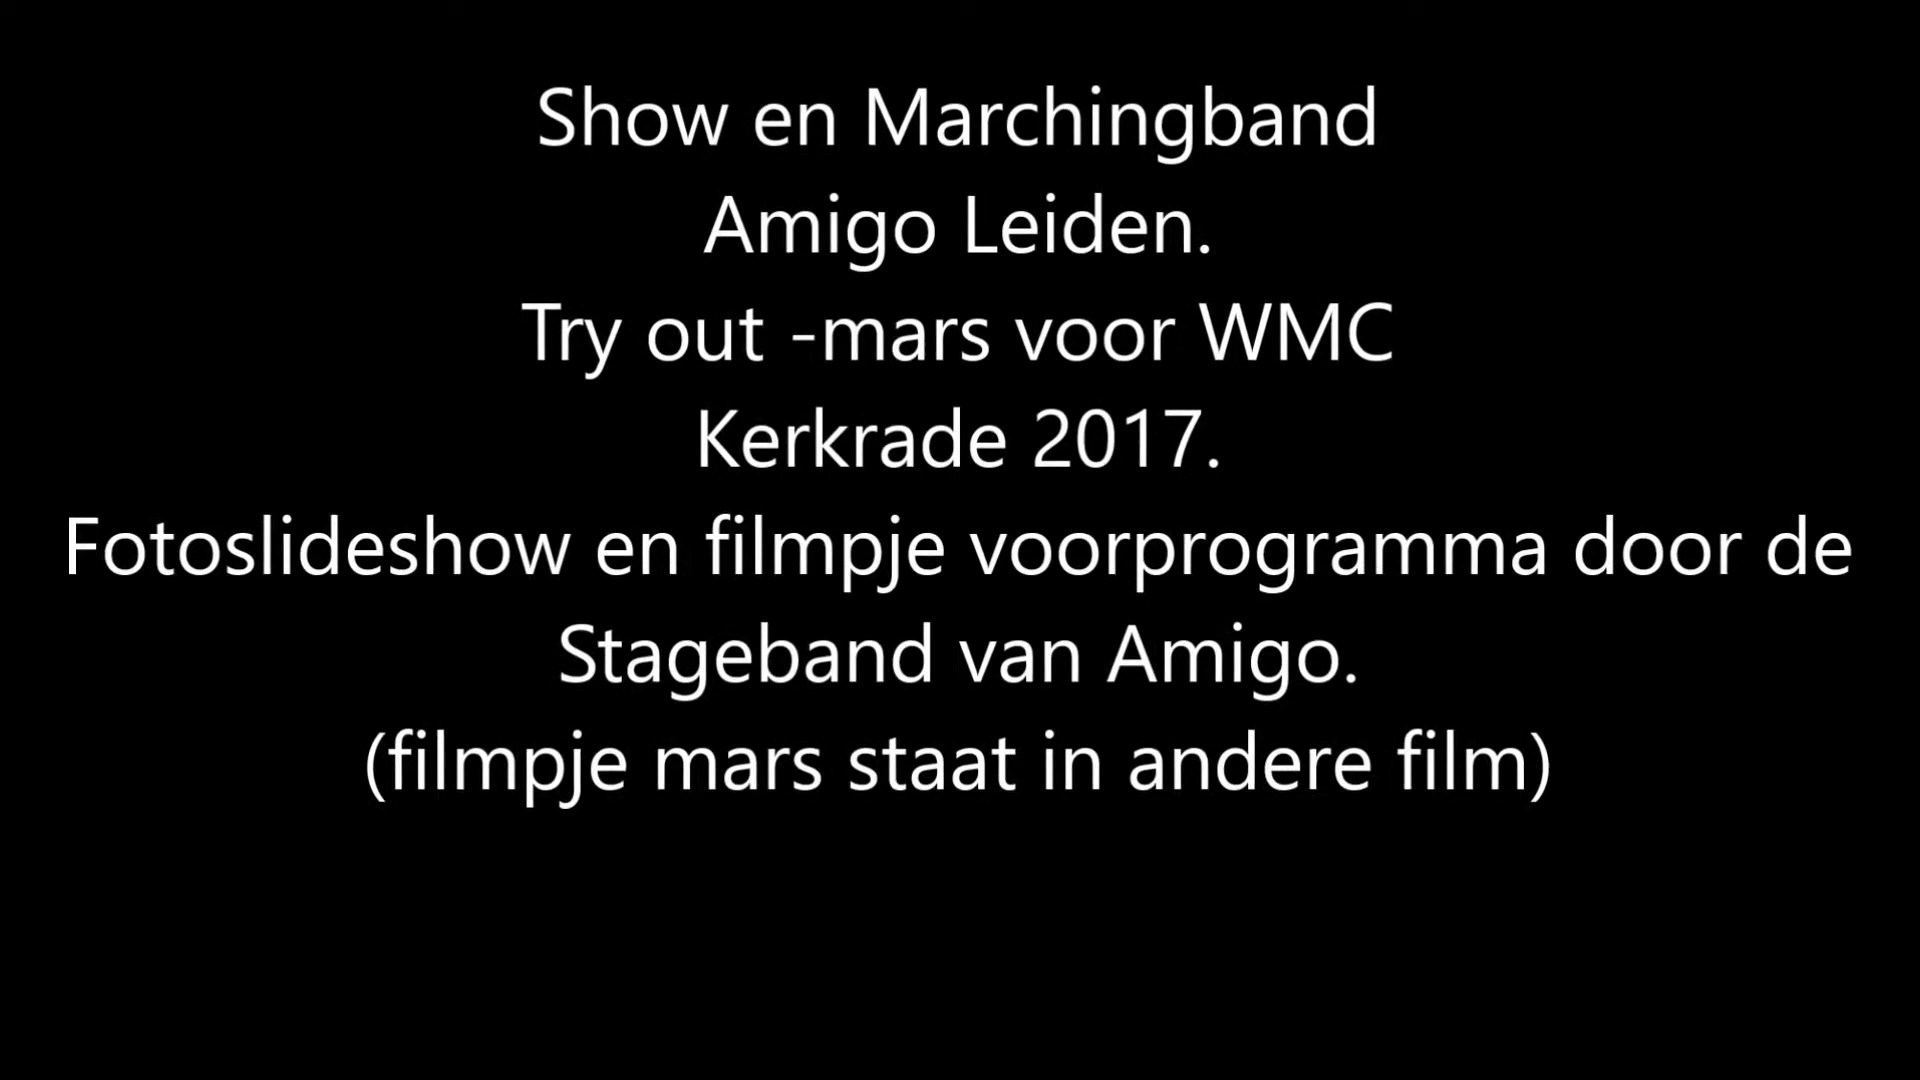 Show en Marchingband
Amigo Leiden.
Try out -mars voor WMC
Kerkrade 2017.
Fotoslideshow en filmpje voorprogramma door de
Stageband van Amigo.
(filmpje mars staat in andere film)